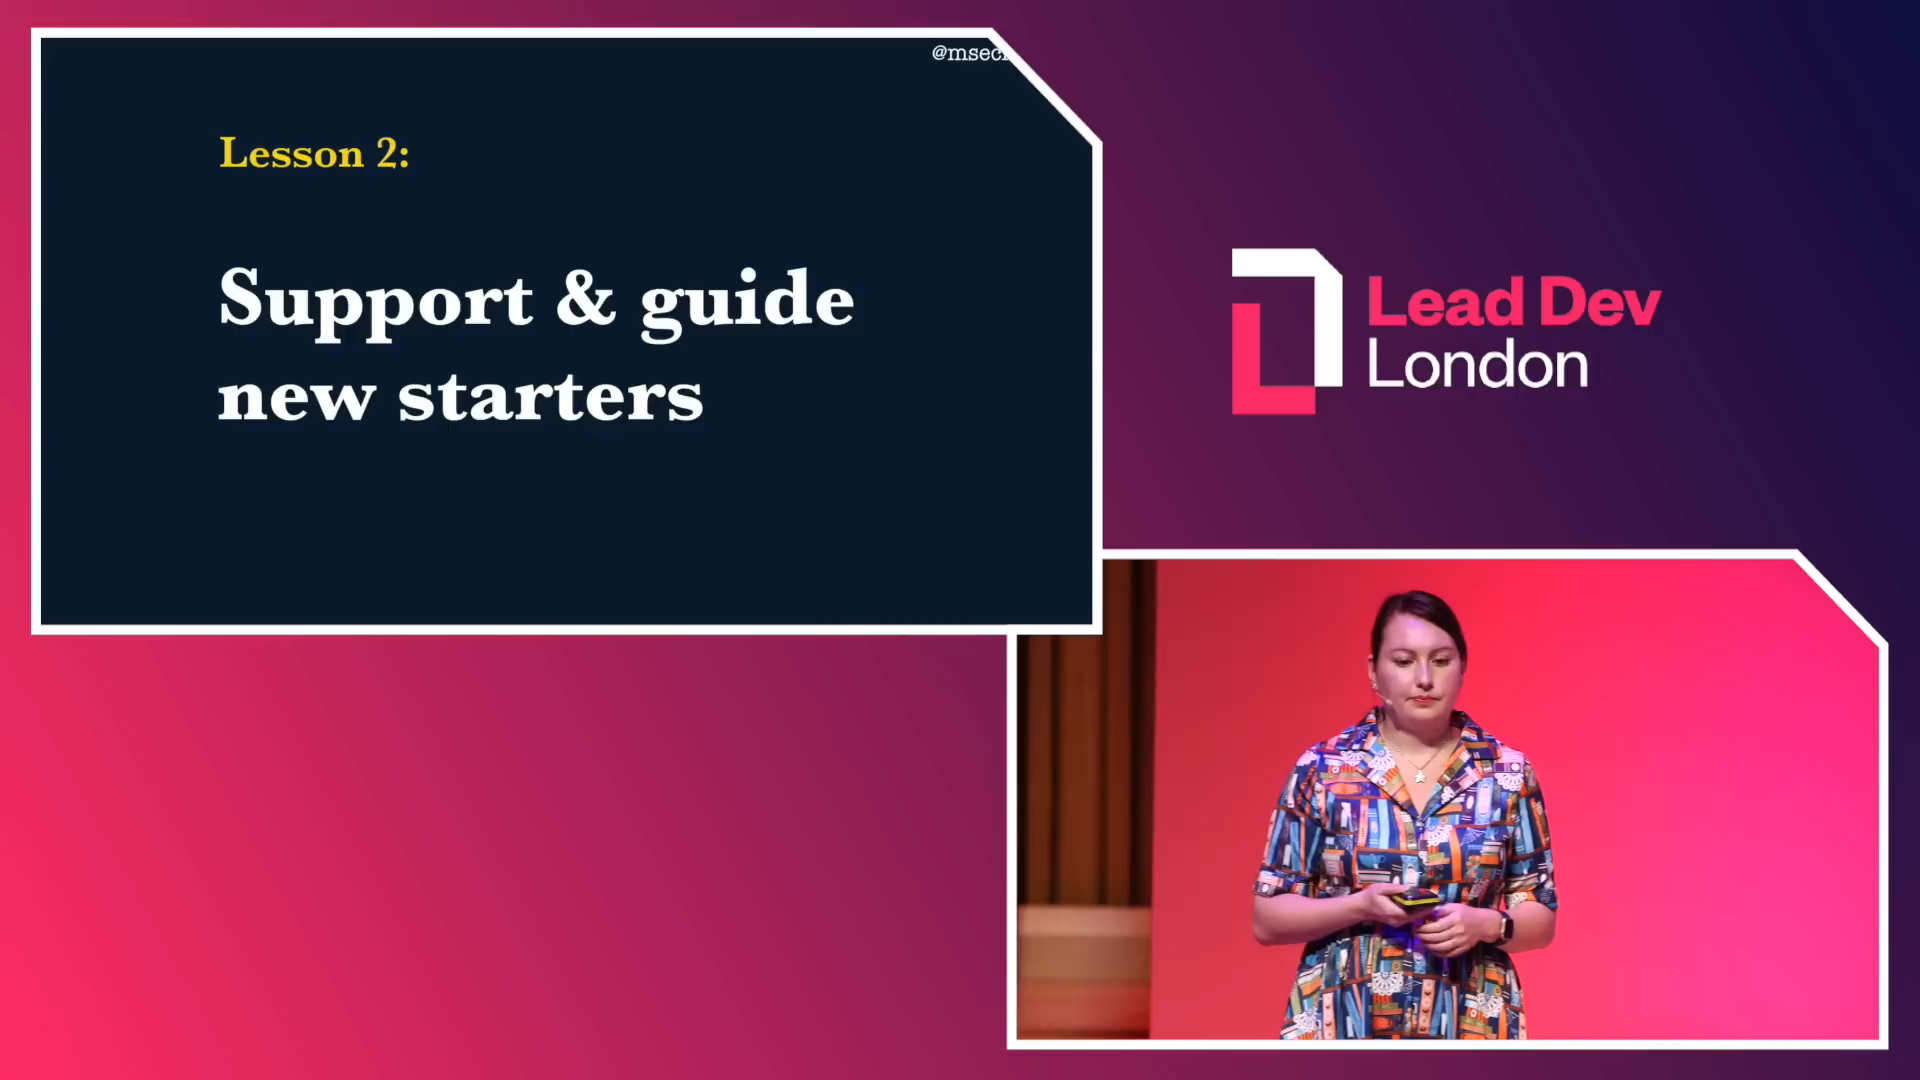 Lesson 2:
Support & guide
new starters
Lead Dev
London